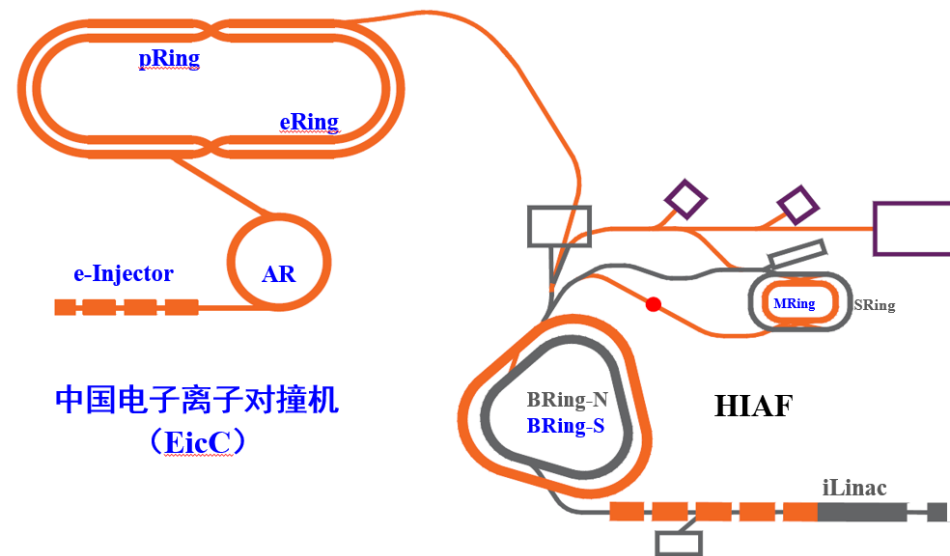 pRing
eRing
e-Injector
AR
MRing
SRing
中国电子离子对撞机
（EicC）
BRing-N
BRing-S
HIAF
iLinac